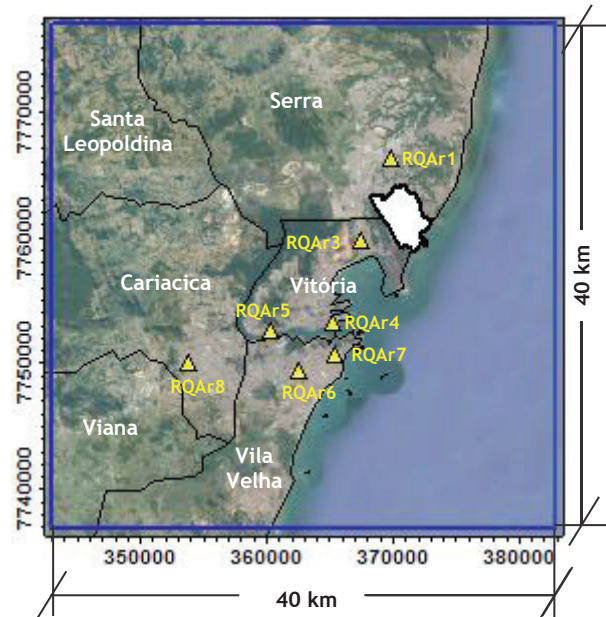 Serra
Santa
Leopoldina
RQAr1
RQAr3
Cariacica
Vitória
RQAr5
RQAr4
RQAr7
RQAr8
RQAr6
Viana
Vila
Velha
7770000
7760000
7750000
7740000
350000 360000 370000 380000
40 km
40 km